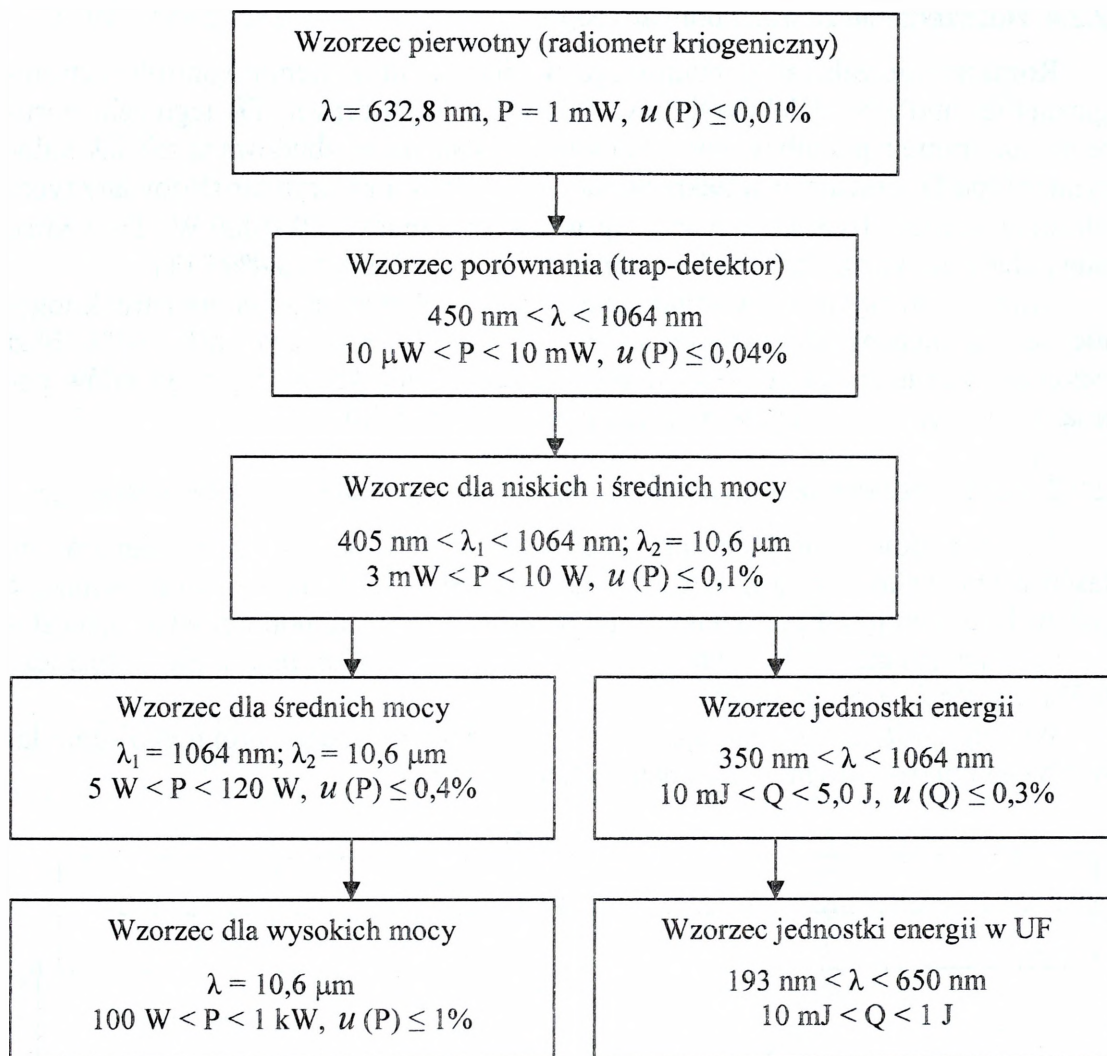 Wzorzec pierwotny (radiometr kriogeniczny)
λ = 632,8 nm, P = 1 mW, u (P) ≤ 0,01%
Wzorzec porównania (trap-detektor)
450 nm < λ < 1064 nm
10 μW < P < 10 mW, u (P) ≤ 0,04%
Wzorzec dla niskich i średnich mocy
405 nm < λ₁ < 1064 nm; λ₂ = 10,6 μm
3 mW < P < 10 W, u (P) ≤ 0,1%
Wzorzec dla średnich mocy
λ₁ = 1064 nm; λ₂ = 10,6 μm
5 W < P < 120 W, u (P) ≤ 0,4%
Wzorzec jednostki energii
350 nm < λ < 1064 nm
10 mJ < Q < 5,0 J, u (Q) ≤ 0,3%
Wzorzec dla wysokich mocy
λ = 10,6 μm
100 W < P < 1 kW, u (P) ≤ 1%
Wzorzec jednostki energii w UF
193 nm < λ < 650 nm
10 mJ < Q < 1 J